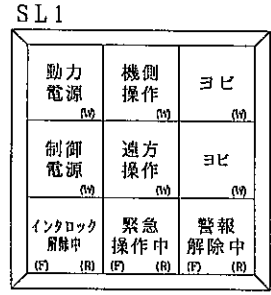 SL1
動力 機側 ヨビ
電源 操作
(W) (W) (W)
制御 遠方 ヨビ
電源 操作
(W) (W) (W)
インタロック 緊急 警報
解除中 操作中 解除中
(F) (R) (F) (R) (F) (R)